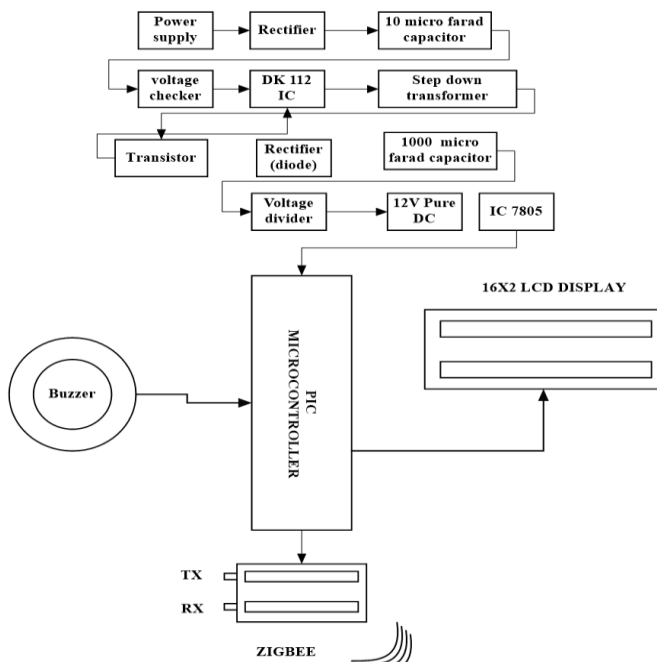 Power
supply
Rectifier
10 micro farad
capacitor
voltage
checker
DK 112
IC
Step down
transformer
Transistor
Rectifier
(diode)
1000 micro
farad capacitor
Voltage
divider
12V Pure
DC
IC 7805
16X2 LCD DISPLAY
PIC
MICROCONTROLLER
Buzzer
TX
RX
ZIGBEE